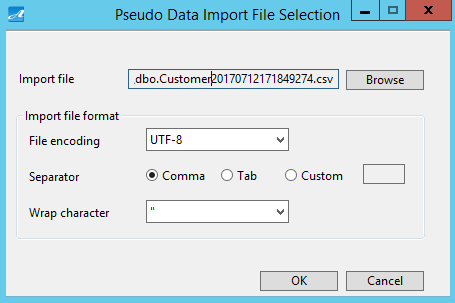 Pseudo Data Import File Selection
Import file .dbo.Customer20170712171849274.csv Browse
Import file format
File encoding UTF-8
Separator Comma Tab Custom
Wrap character "
OK Cancel